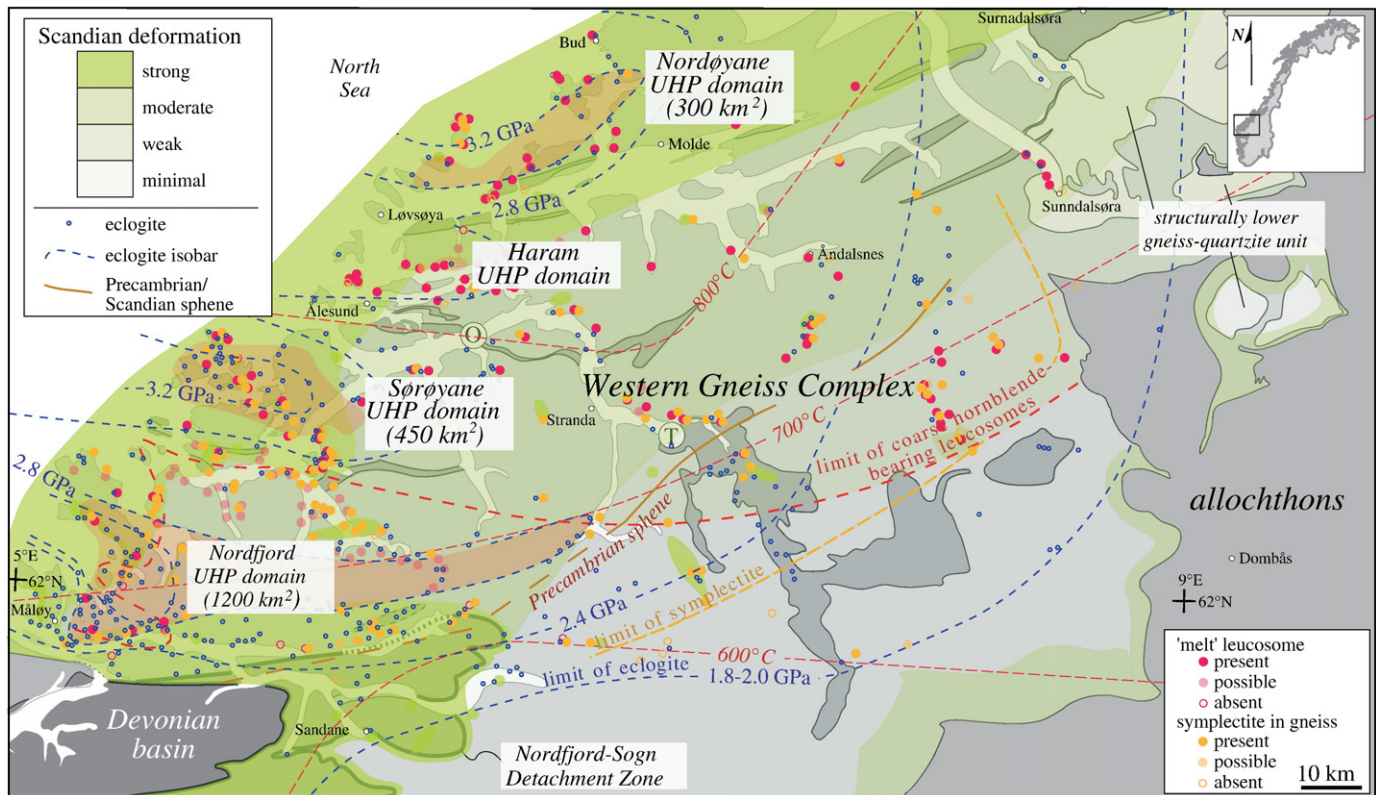 Scandian deformation
strong
moderate
weak
minimal
eclogite
eclogite isobar
Precambrian/
Scandian sphene
North
Sea
Bud
Surnadalsøra
N
Nordøyane
UHP domain
(300 km²)
3.2 GPa
Molde
Løvsøya
2.8 GPa
Sunndalsøra
structurally lower
gneiss-quartzite unit
Haram
UHP domain
Åndalsnes
800°C
Ålesund
O
3.2 GPa
Sørøyane
UHP domain
(450 km²)
Western Gneiss Complex
Stranda
T
700°C
limit of coarse hornblende-
bearing leucosomes
2.8 GPa
allochthons
Dombås
5°E
62°N
Måløy
Nordfjord
UHP domain
(1200 km²)
Precambrian sphene
2.4 GPa
limit of symplectite
9°E
62°N
600°C
limit of eclogite
1.8-2.0 GPa
Devonian
basin
Sandane
Nordfjord-Sogn
Detachment Zone
'melt' leucosome
present
possible
absent
symplectite in gneiss
present
possible
absent
10 km